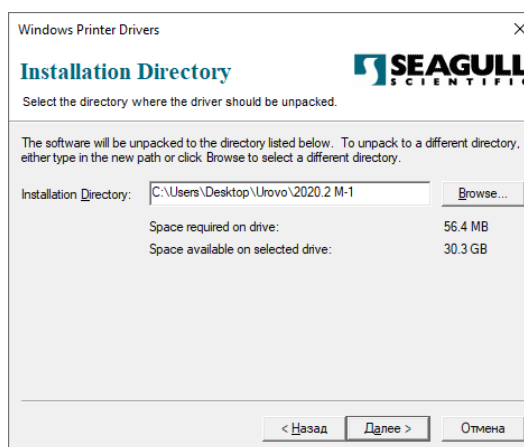 Windows Printer Drivers
Installation Directory
SEAGULL
SCIENTIFIC
Select the directory where the driver should be unpacked.
The software will be unpacked to the directory listed below. To unpack to a different directory,
either type in the new path or click Browse to select a different directory.
Installation Directory: C:\Users\Desktop\Urovo\2020.2 M-1 Browse...
Space required on drive: 56.4 MB
Space available on selected drive: 30.3 GB
< Назад Далее > Отмена